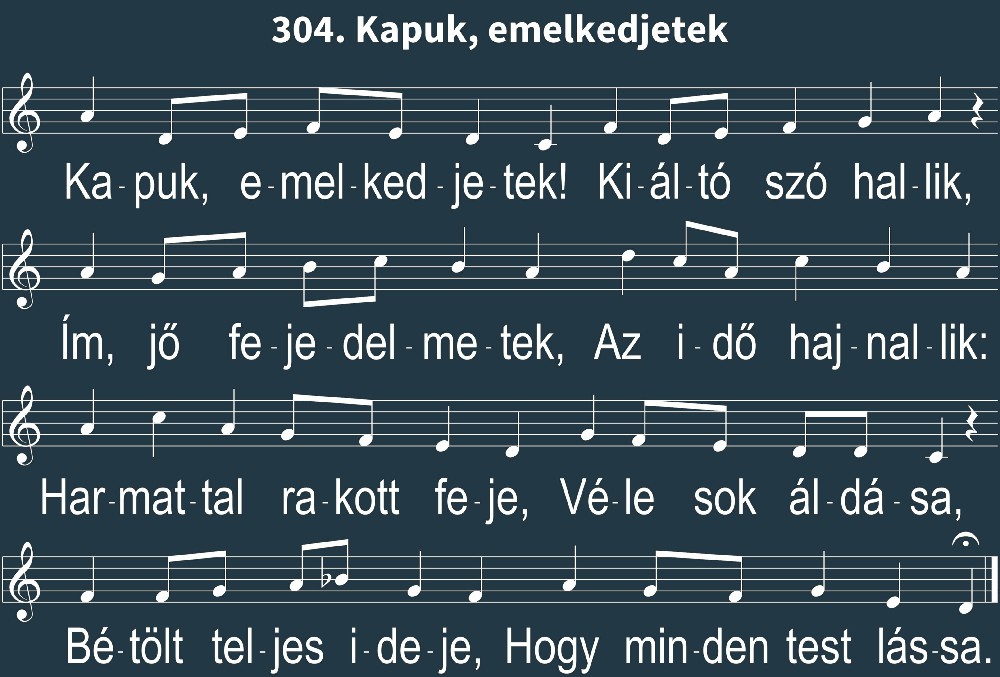 304. Kapuk, emelkedjetek
Ka-puk, e-mel-ked-je-tek! Ki-ál-tó szó hal-lik,
Ím, jő fe-je-del-me-tek, Az i-dő haj-nal-lik:
Har-mat-tal ra-kott fe-je, Vé-le sok ál-dá-sa,
Bé-tölt tel-jes i-de-je, Hogy min-den test lás-sa.